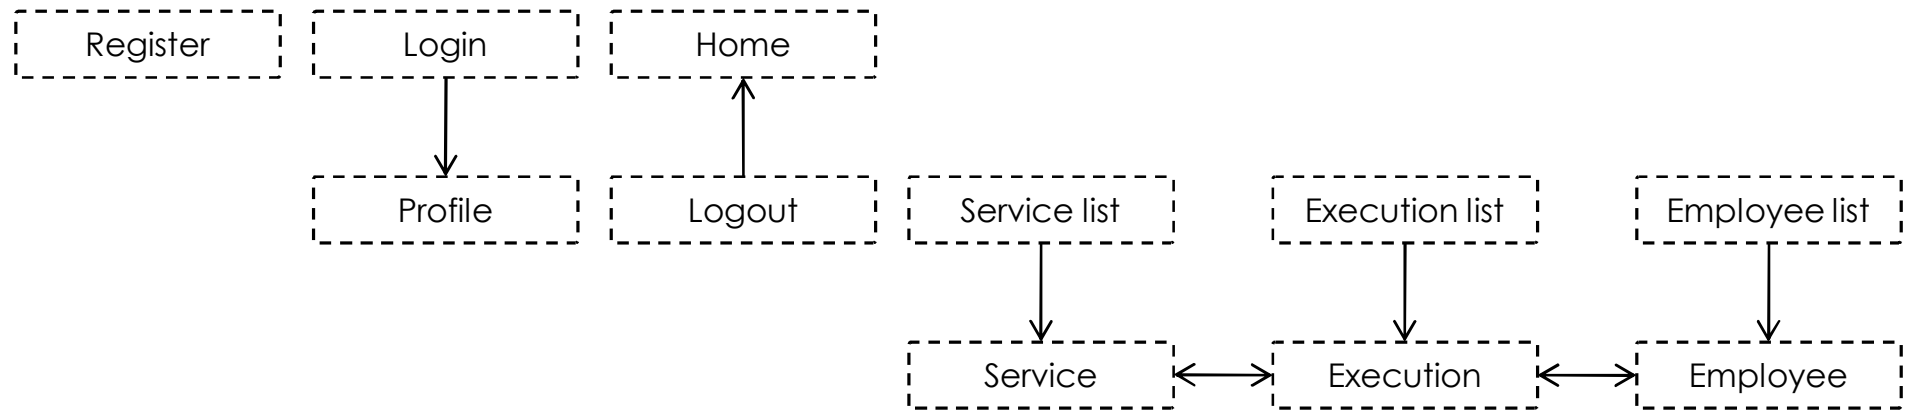 Register
Login
Home
Profile
Logout
Service list
Execution list
Employee list
Service
Execution
Employee